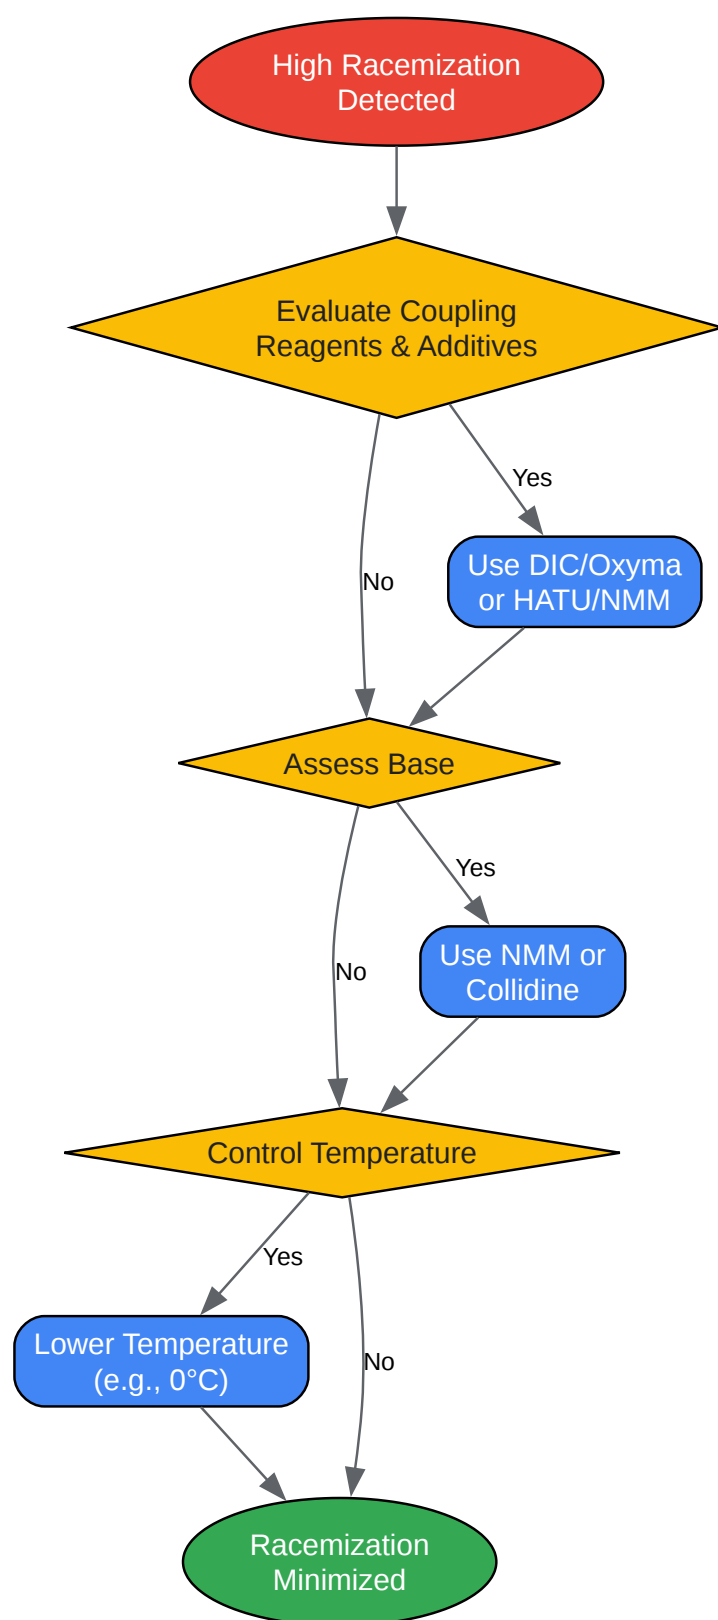 High Racemization
Detected
Evaluate Coupling
Reagents & Additives
Yes
Use DIC/Oxyma
or HATU/NMM
No
Assess Base
Yes
Use NMM or
Collidine
No
Control Temperature
Yes
Lower Temperature
(e.g., 0°C)
No
Racemization
Minimized